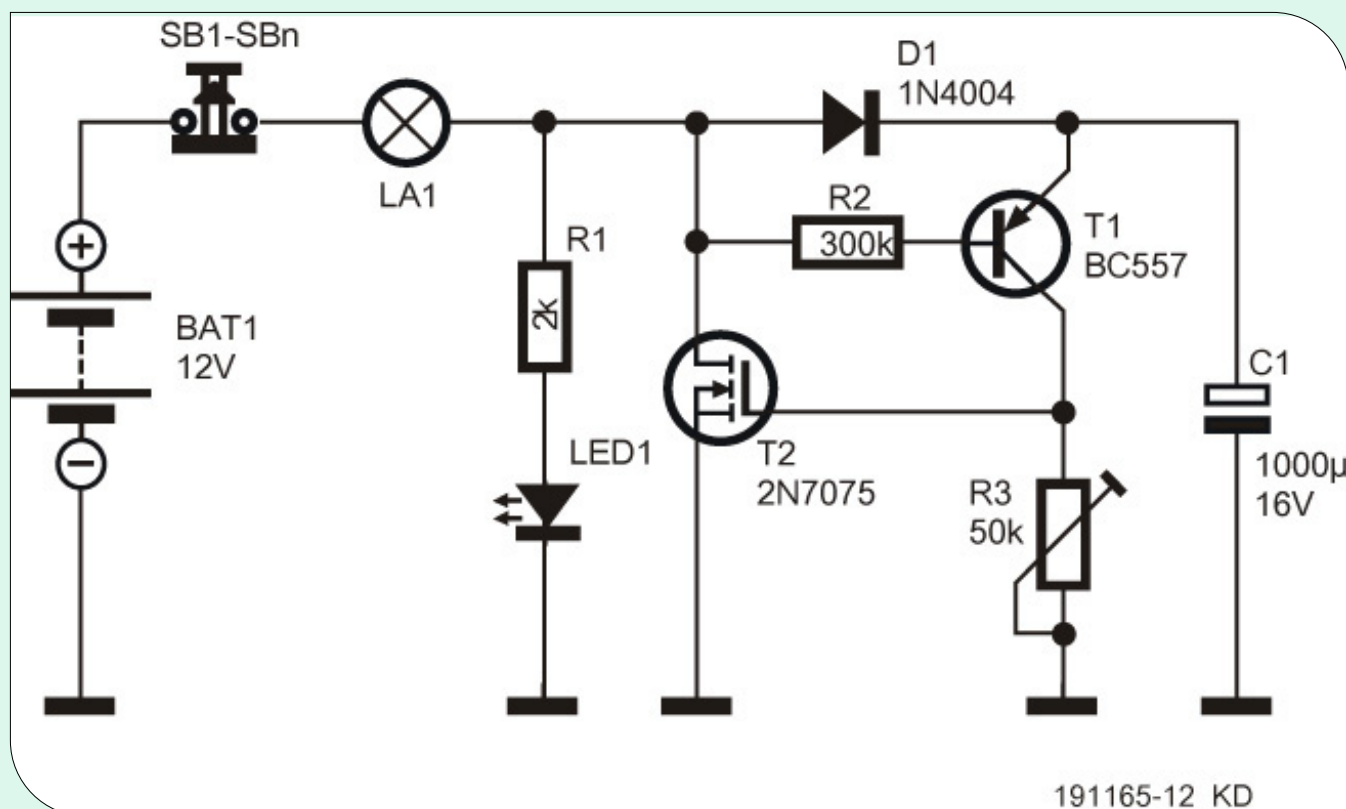 SB1-SBn
D1
1N4004
LA1
R1
2k
R2
300k
T1
BC557
BAT1
12V
LED1
T2
2N7075
R3
50k
C1
1000µ
16V
191165-12 KD